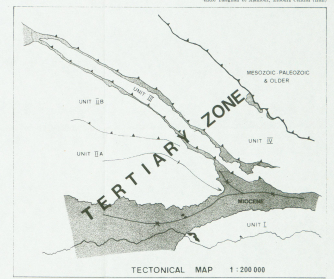 MESOZOIC-PALEOZOIC
& OLDER
UNIT III
UNIT II B
TERTIARY ZONE
UNIT IV
UNIT II A
MIOCENE
UNIT I
TECTONICAL MAP 1:200 000